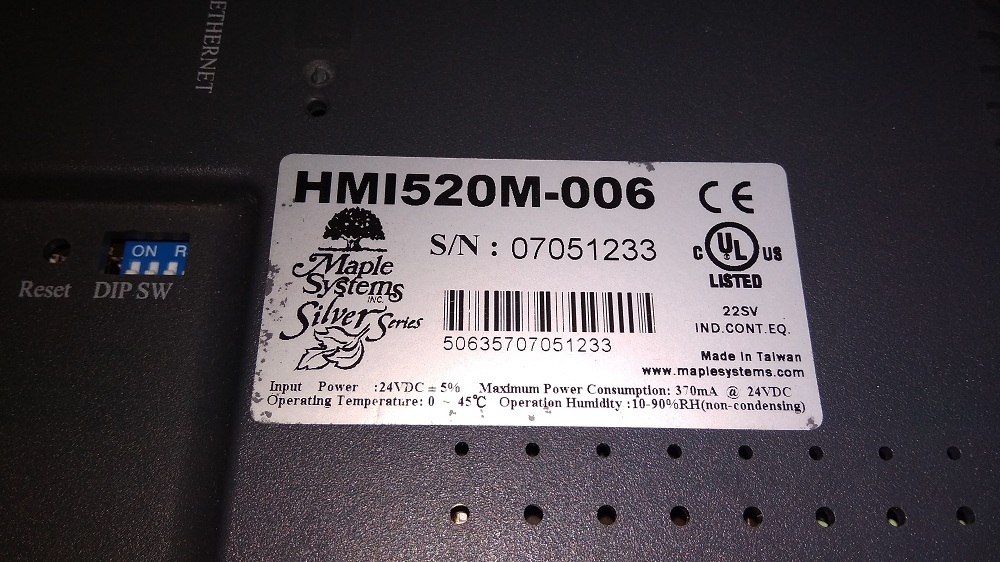 ETHERNET
HMI520M-006
CE
S/N : 07051233
Maple
Systems
INC.
Silver Series
C UL US
LISTED
22SV
IND.CONT.EQ.
50635707051233
Made in Taiwan
www.maplesystems.com
Input Power :24VDC ± 5% Maximum Power Consumption: 370mA @ 24VDC
Operating Temperature: 0 ~ 45℃ Operation Humidity :10-90%RH(non-condensing)
ON R
Reset DIP SW